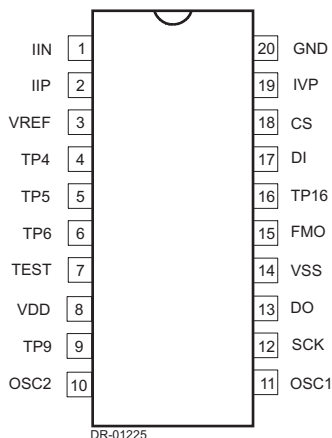 IIN 1 20 GND
IIP 2 19 IVP
VREF 3 18 CS
TP4 4 17 DI
TP5 5 16 TP16
TP6 6 15 FMO
TEST 7 14 VSS
VDD 8 13 DO
TP9 9 12 SCK
OSC2 10 11 OSC1
DR-01225